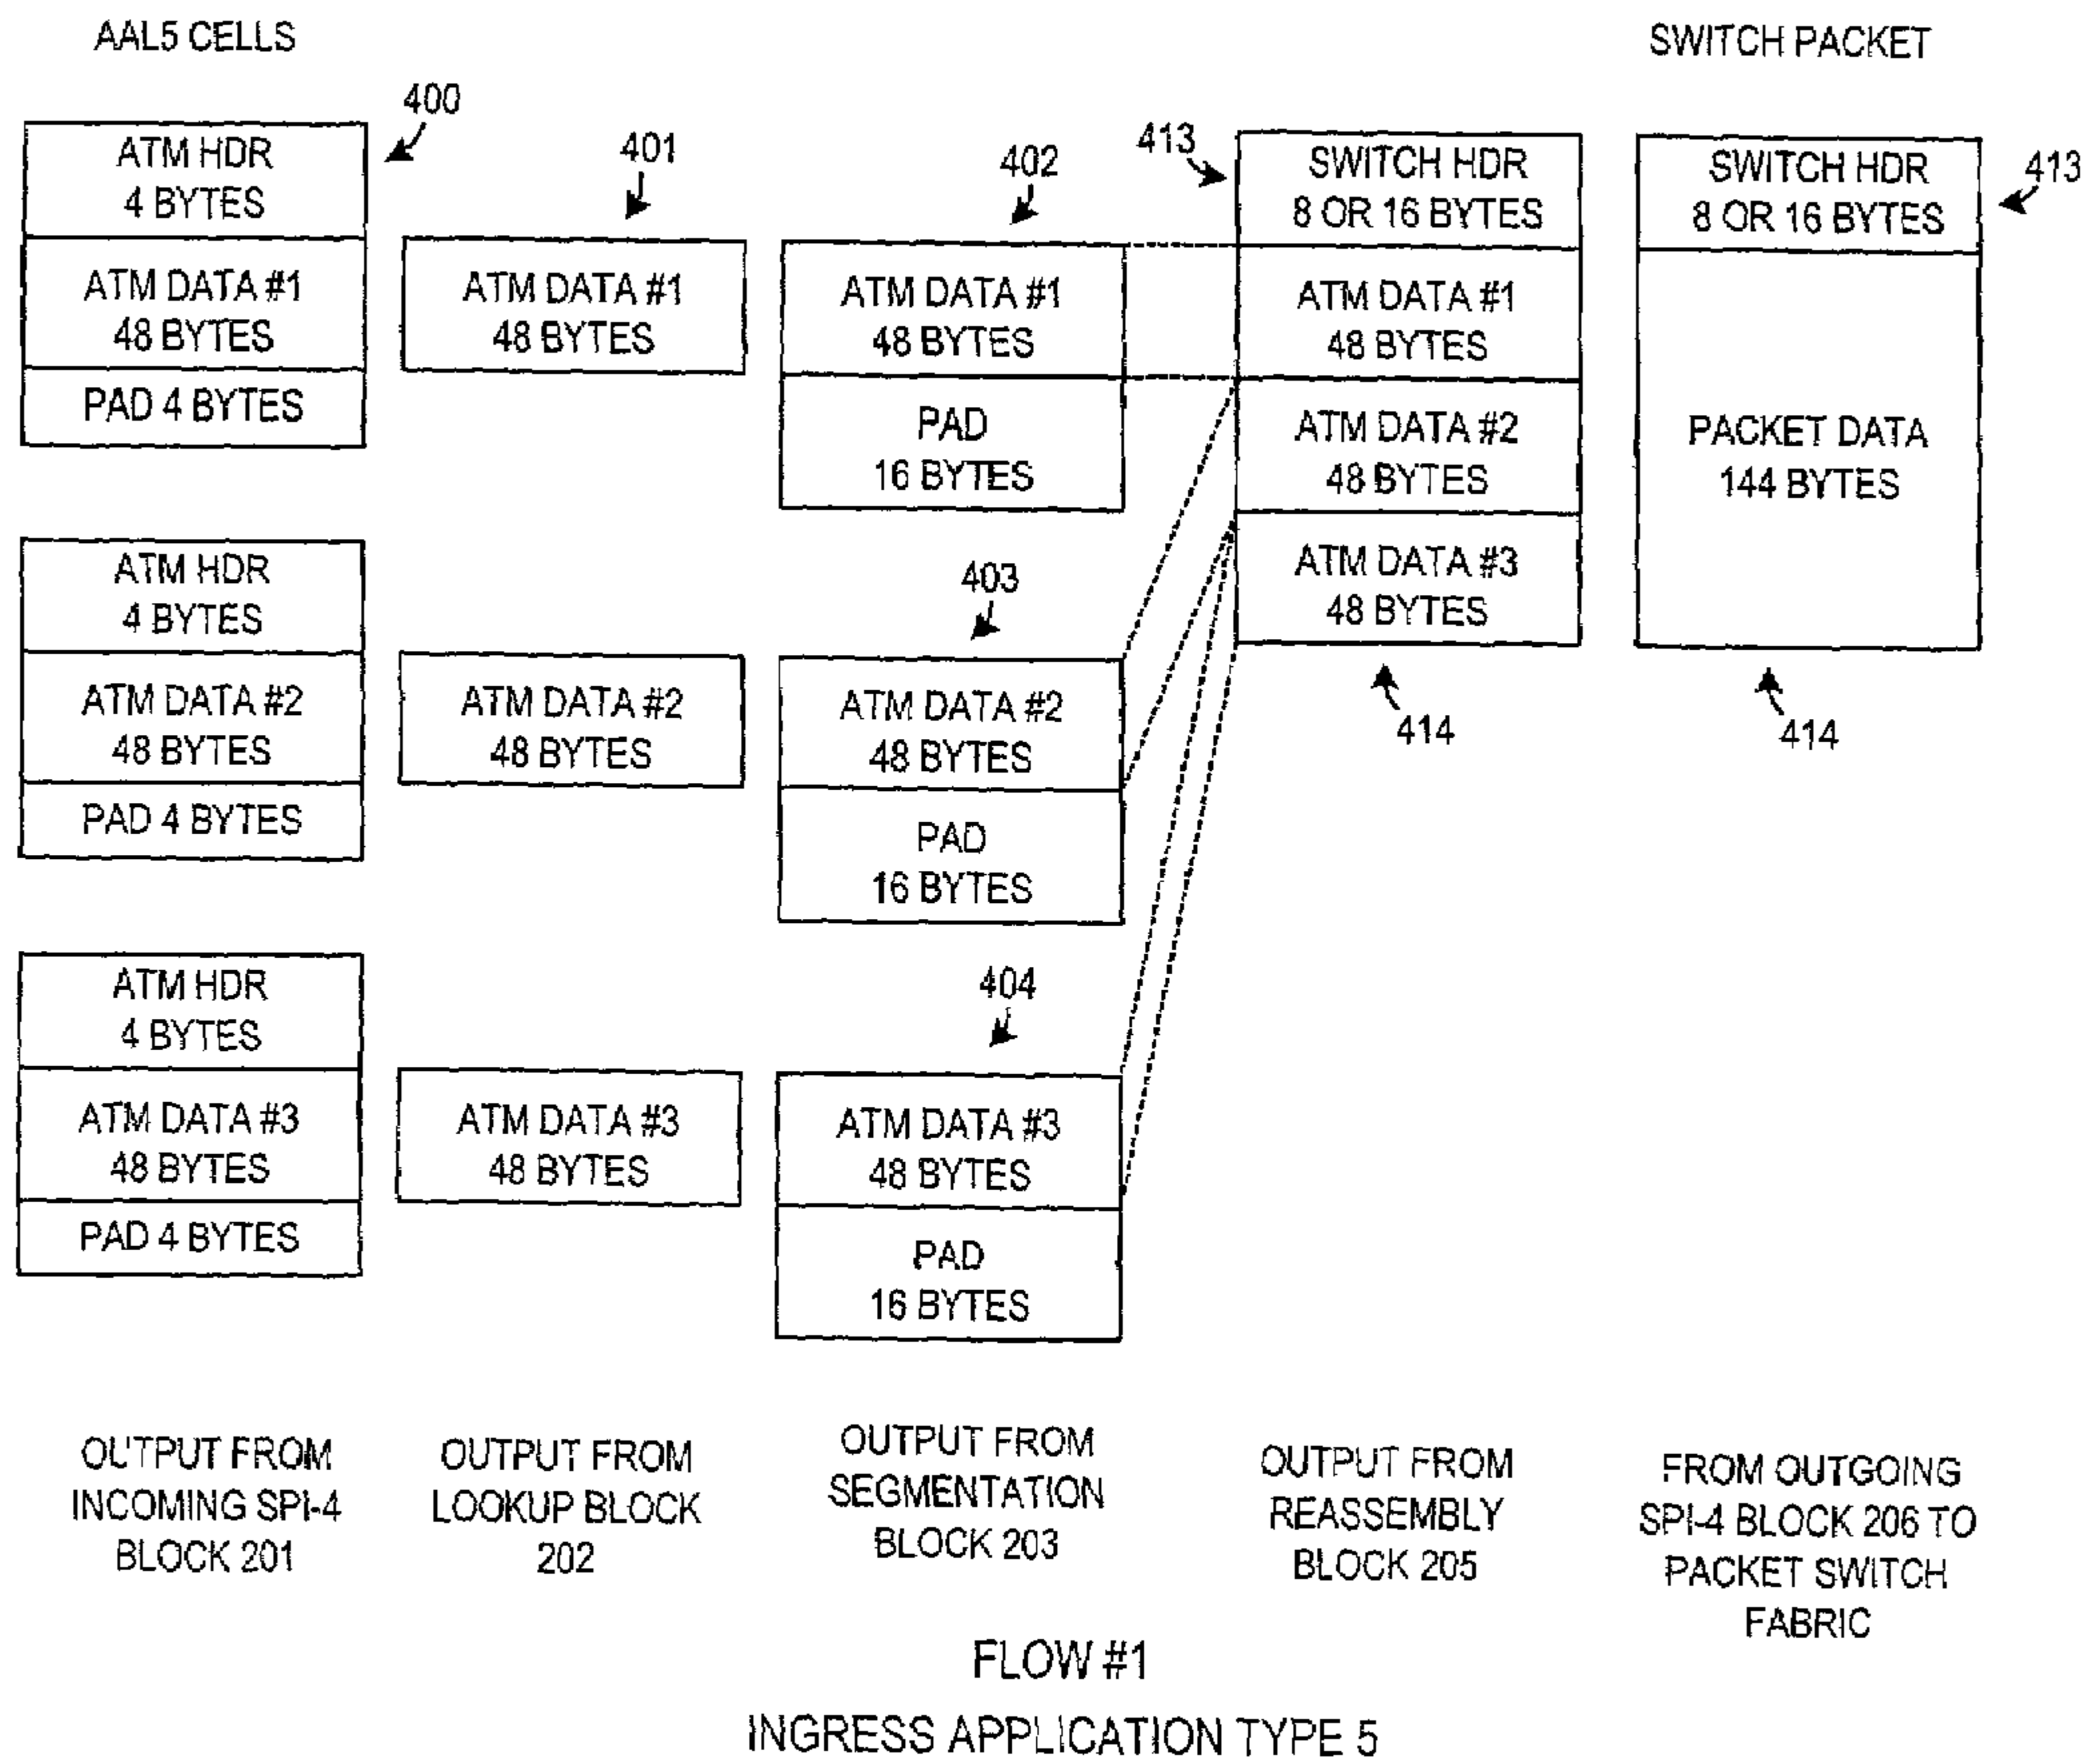 AAL5 CELLS
SWITCH PACKET
400
ATM HDR
4 BYTES
ATM DATA #1
48 BYTES
PAD 4 BYTES
401
ATM DATA #1
48 BYTES
402
ATM DATA #1
48 BYTES
PAD
16 BYTES
413
SWITCH HDR
8 OR 16 BYTES
ATM DATA #1
48 BYTES
ATM DATA #2
48 BYTES
ATM DATA #3
48 BYTES
414
SWITCH HDR
8 OR 16 BYTES
413
PACKET DATA
144 BYTES
414
ATM HDR
4 BYTES
ATM DATA #2
48 BYTES
PAD 4 BYTES
ATM DATA #2
48 BYTES
403
ATM DATA #2
48 BYTES
PAD
16 BYTES
ATM HDR
4 BYTES
ATM DATA #3
48 BYTES
PAD 4 BYTES
ATM DATA #3
48 BYTES
404
ATM DATA #3
48 BYTES
PAD
16 BYTES
OUTPUT FROM
INCOMING SPI-4
BLOCK 201
OUTPUT FROM
LOOKUP BLOCK
202
OUTPUT FROM
SEGMENTATION
BLOCK 203
OUTPUT FROM
REASSEMBLY
BLOCK 205
FROM OUTGOING
SPI-4 BLOCK 206 TO
PACKET SWITCH
FABRIC
FLOW #1
INGRESS APPLICATION TYPE 5